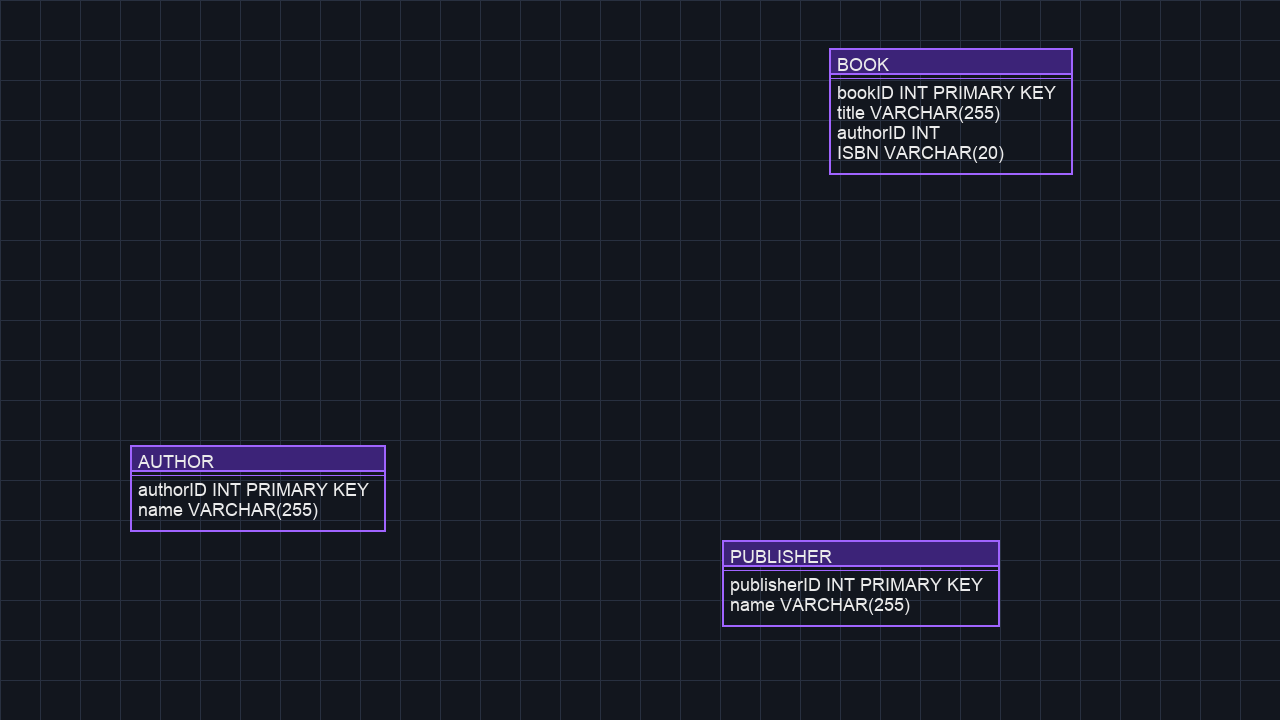 BOOK
bookID INT PRIMARY KEY
title VARCHAR(255)
authorID INT
ISBN VARCHAR(20)
AUTHOR
authorID INT PRIMARY KEY
name VARCHAR(255)
PUBLISHER
publisherID INT PRIMARY KEY
name VARCHAR(255)